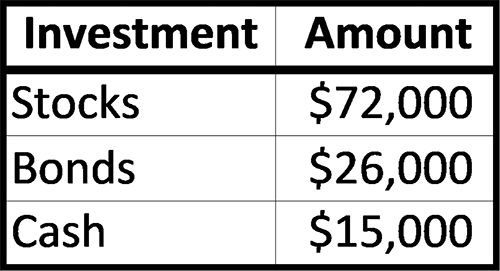 Investment Amount
Stocks $72,000
Bonds $26,000
Cash $15,000